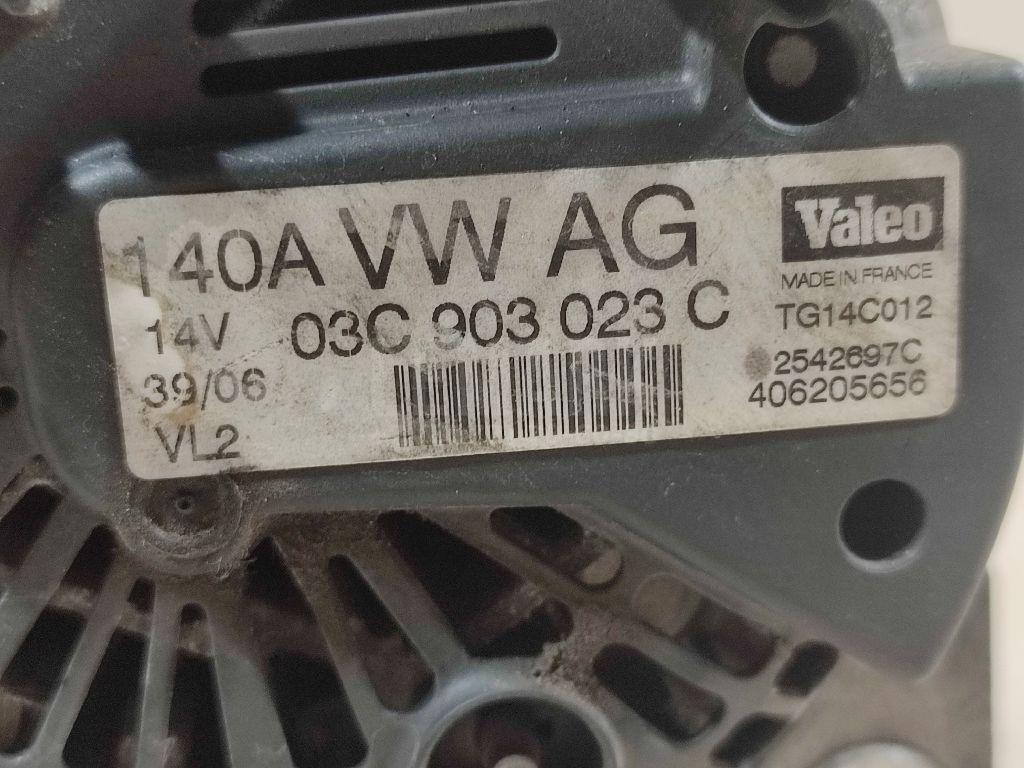 140A VW AG
Valeo
MADE IN FRANCE
14V 03C 903 023 C
TG14C012
39/06
2542697C
406205656
VL2